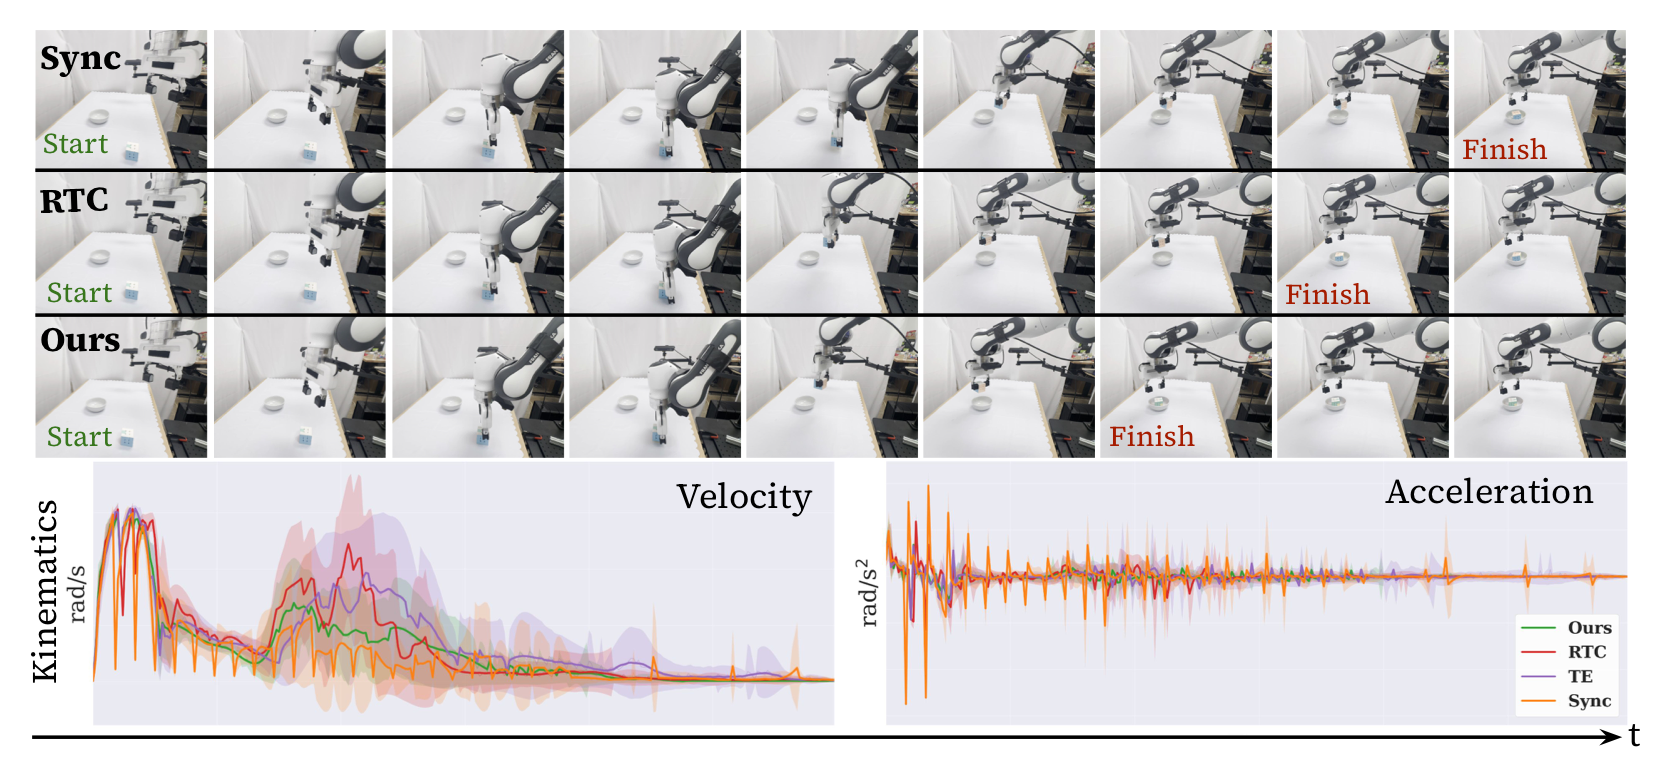 Sync
Start
Finish
RTC
Start
Finish
Ours
Start
Finish
Kinematics
rad/s
Velocity
rad/s²
Acceleration
Ours
RTC
TE
Sync
t